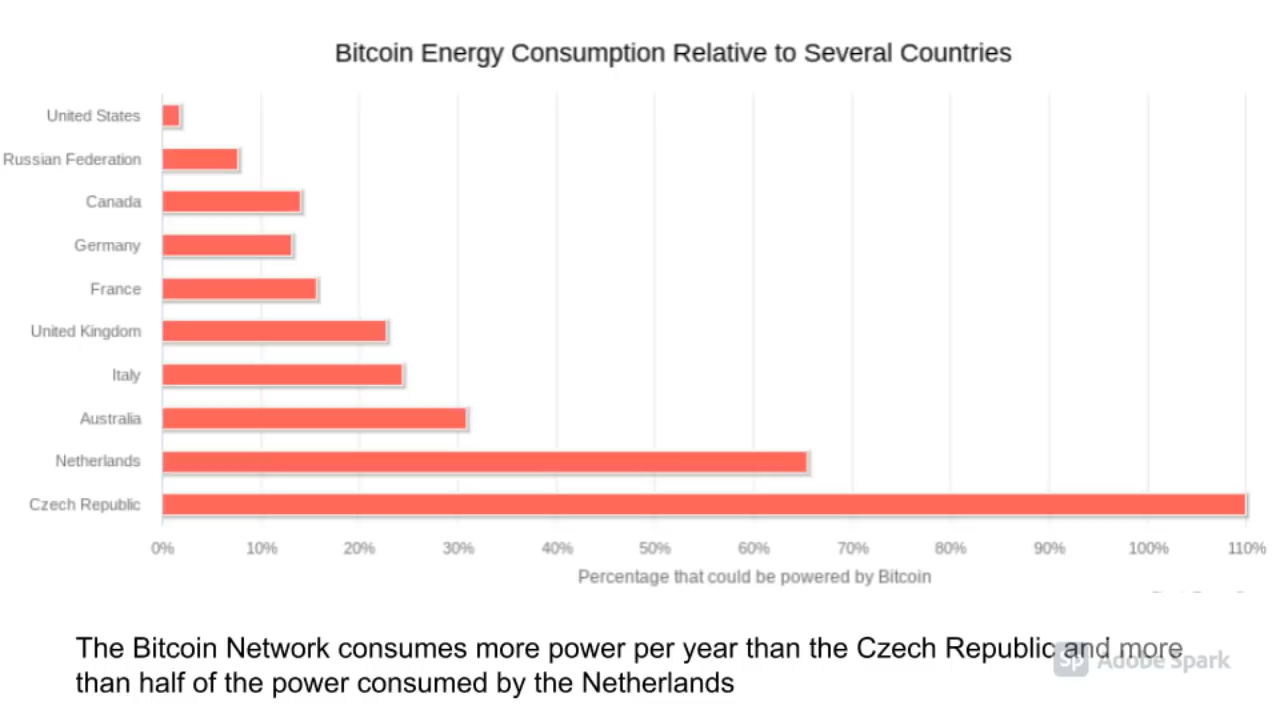 Bitcoin Energy Consumption Relative to Several Countries
United States
Russian Federation
Canada
Germany
France
United Kingdom
Italy
Australia
Netherlands
Czech Republic
0% 10% 20% 30% 40% 50% 60% 70% 80% 90% 100% 110%
Percentage that could be powered by Bitcoin
The Bitcoin Network consumes more power per year than the Czech Republic and more
than half of the power consumed by the Netherlands
Sp Adobe Spark